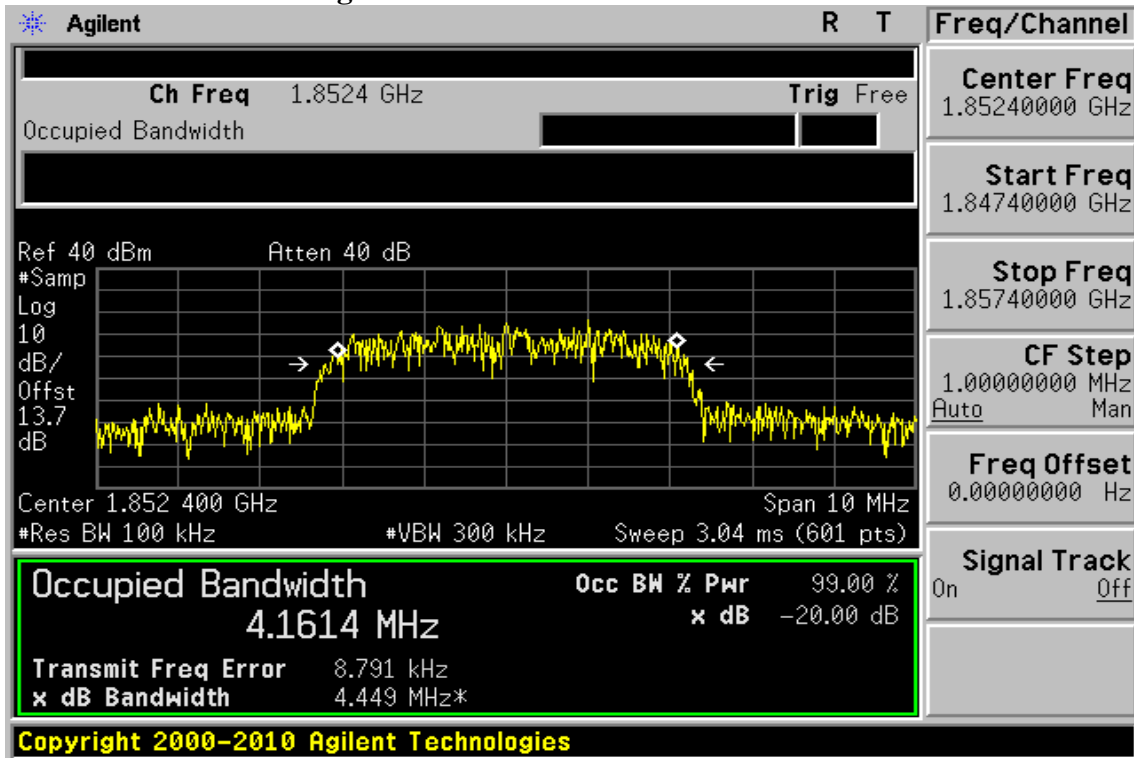 Agilent R T
Freq/Channel
Ch Freq 1.8524 GHz Trig Free
Occupied Bandwidth
Center Freq
1.85240000 GHz
Start Freq
1.84740000 GHz
Stop Freq
1.85740000 GHz
CF Step
1.00000000 MHz
Auto Man
Freq Offset
0.00000000 Hz
Signal Track
On Off
Ref 40 dBm Atten 40 dB
#Samp
Log
10
dB/
Offst
13.7
dB
Center 1.852 400 GHz Span 10 MHz
#Res BW 100 kHz #VBW 300 kHz Sweep 3.04 ms (601 pts)
Occupied Bandwidth
4.1614 MHz
Occ BW % Pwr 99.00 %
x dB -20.00 dB
Transmit Freq Error 8.791 kHz
x dB Bandwidth 4.449 MHz*
Copyright 2000-2010 Agilent Technologies